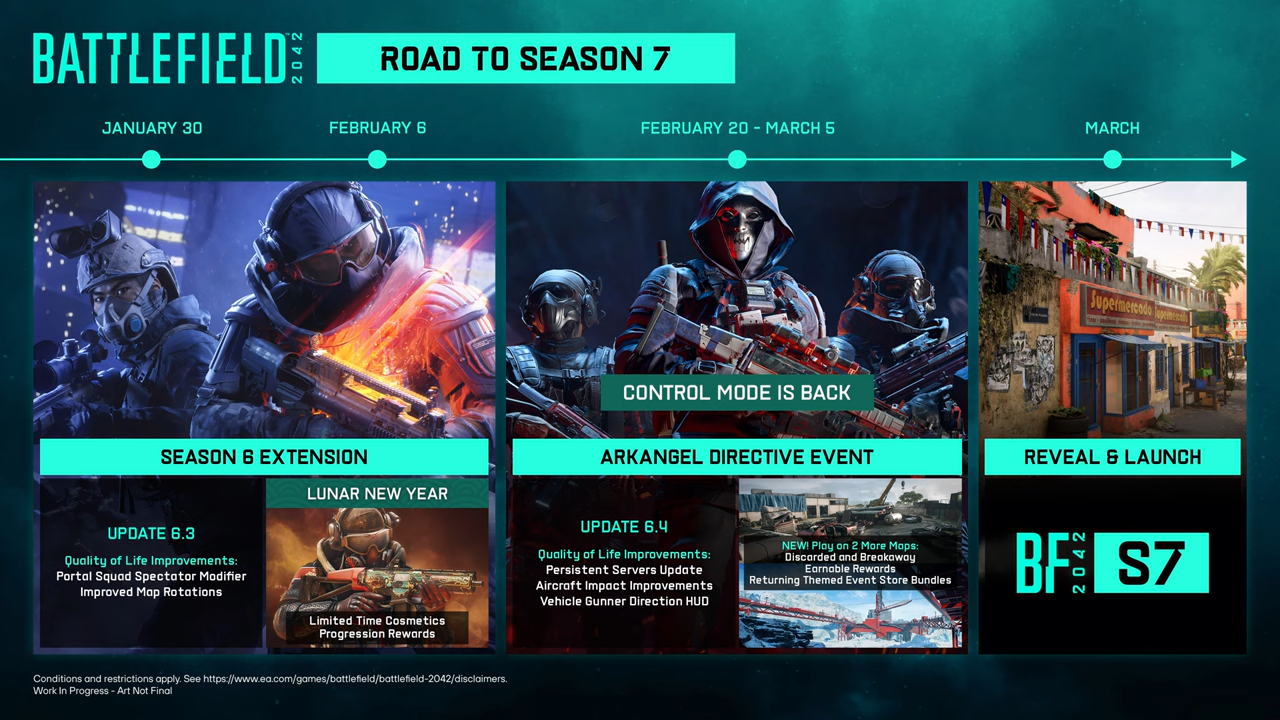 BATTLEFIELD 2042
ROAD TO SEASON 7
JANUARY 30
FEBRUARY 6
FEBRUARY 20 - MARCH 5
MARCH
Supermercado Supermercado
CONTROL MODE IS BACK
SEASON 6 EXTENSION
ARKANGEL DIRECTIVE EVENT
REVEAL & LAUNCH
UPDATE 6.3
Quality of Life Improvements:
Portal Squad Spectator Modifier
Improved Map Rotations
LUNAR NEW YEAR
Limited Time Cosmetics
Progression Rewards
UPDATE 6.4
Quality of Life Improvements:
Persistent Servers Update
Aircraft Impact Improvements
Vehicle Gunner Direction HUD
NEW! Play on 2 More Maps:
Discarded and Breakaway
Earnable Rewards
Returning Themed Event Store Bundles
BF 2042 S7
Conditions and restrictions apply. See https://www.ea.com/games/battlefield/battlefield-2042/disclaimers.
Work In Progress - Art Not Final